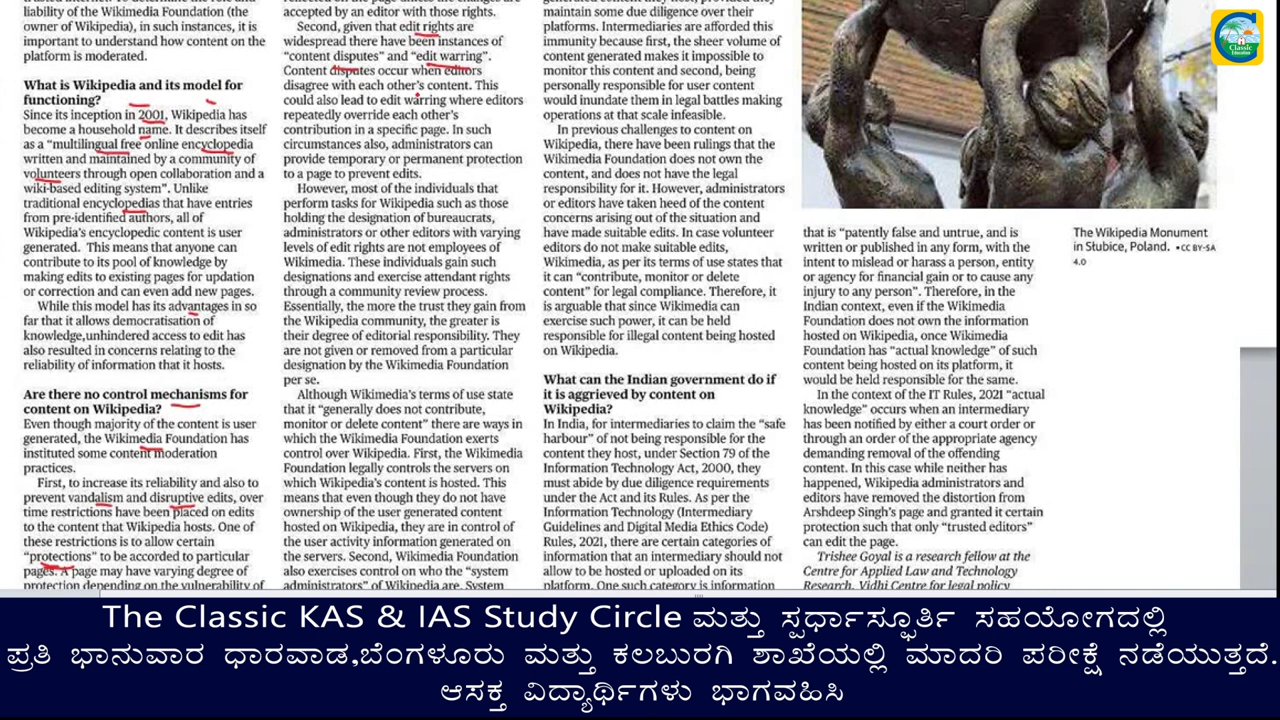 trusted internet. To determine the role and
liability of the Wikimedia Foundation (the
owner of Wikipedia), in such instances, it is
important to understand how content on the
platform is moderated.
What is Wikipedia and its model for
functioning?
Since its inception in 2001, Wikipedia has
become a household name. It describes itself
as a “multilingual free online encyclopedia
written and maintained by a community of
volunteers through open collaboration and a
wiki-based editing system”. Unlike
traditional encyclopedias that have entries
from pre-identified authors, all of
Wikipedia’s encyclopedic content is user
generated. This means that anyone can
contribute to its pool of knowledge by
making edits to existing pages for updation
or correction and can even add new pages.
While this model has its advantages in so
far that it allows democratisation of
knowledge,unhindered access to edit has
also resulted in concerns relating to the
reliability of information that it hosts.
Are there no control mechanisms for
content on Wikipedia?
Even though majority of the content is user
generated, the Wikimedia Foundation has
instituted some content moderation
practices.
First, to increase its reliability and also to
prevent vandalism and disruptive edits, over
time restrictions have been placed on edits
to the content that Wikipedia hosts. One of
these restrictions is to allow certain
“protections” to be accorded to particular
pages. A page may have varying degree of
protection depending on the vulnerability of
reflected on the page unless the changes are
accepted by an editor with those rights.
Second, given that edit rights are
widespread there have been instances of
“content disputes” and “edit warring”.
Content disputes occur when editors
disagree with each other’s content. This
could also lead to edit warring where editors
repeatedly override each other’s
contribution in a specific page. In such
circumstances also, administrators can
provide temporary or permanent protection
to a page to prevent edits.
However, most of the individuals that
perform tasks for Wikipedia such as those
holding the designation of bureaucrats,
administrators or other editors with varying
levels of edit rights are not employees of
Wikimedia. These individuals gain such
designations and exercise attendant rights
through a community review process.
Essentially, the more the trust they gain from
the Wikipedia community, the greater is
their degree of editorial responsibility. They
are not given or removed from a particular
designation by the Wikimedia Foundation
per se.
Although Wikimedia’s terms of use state
that it “generally does not contribute,
monitor or delete content” there are ways in
which the Wikimedia Foundation exerts
control over Wikipedia. First, the Wikimedia
Foundation legally controls the servers on
which Wikipedia’s content is hosted. This
means that even though they do not have
ownership of the user generated content
hosted on Wikipedia, they are in control of
the user activity information generated on
the servers. Second, Wikimedia Foundation
also exercises control on who the “system
administrators” of Wikipedia are. System
generated content they host, provided they
maintain some due diligence over their
platforms. Intermediaries are afforded this
immunity because first, the sheer volume of
content generated makes it impossible to
monitor this content and second, being
personally responsible for user content
would inundate them in legal battles making
operations at that scale infeasible.
In previous challenges to content on
Wikipedia, there have been rulings that the
Wikimedia Foundation does not own the
content, and does not have the legal
responsibility for it. However, administrators
or editors have taken heed of the content
concerns arising out of the situation and
have made suitable edits. In case volunteer
editors do not make suitable edits,
Wikimedia, as per its terms of use states that
it can “contribute, monitor or delete
content” for legal compliance. Therefore, it
is arguable that since Wikimedia can
exercise such power, it can be held
responsible for illegal content being hosted
on Wikipedia.
What can the Indian government do if
it is aggrieved by content on
Wikipedia?
In India, for intermediaries to claim the “safe
harbour” of not being responsible for the
content they host, under Section 79 of the
Information Technology Act, 2000, they
must abide by due diligence requirements
under the Act and its Rules. As per the
Information Technology (Intermediary
Guidelines and Digital Media Ethics Code)
Rules, 2021, there are certain categories of
information that an intermediary should not
allow to be hosted or uploaded on its
platform. One such category is information
that is “patently false and untrue, and is
written or published in any form, with the
intent to mislead or harass a person, entity
or agency for financial gain or to cause any
injury to any person”. Therefore, in the
Indian context, even if the Wikimedia
Foundation does not own the information
hosted on Wikipedia, once Wikimedia
Foundation has “actual knowledge” of such
content being hosted on its platform, it
would be held responsible for the same.
In the context of the IT Rules, 2021 “actual
knowledge” occurs when an intermediary
has been notified by either a court order or
through an order of the appropriate agency
demanding removal of the offending
content. In this case while neither has
happened, Wikipedia administrators and
editors have removed the distortion from
Arshdeep Singh’s page and granted it certain
protection such that only “trusted editors”
can edit the page.
Trishee Goyal is a research fellow at the
Centre for Applied Law and Technology
Research, Vidhi Centre for legal policy
The Wikipedia Monument
in Stubice, Poland. •CC BY-SA
4.0
Classic
Education
The Classic KAS & IAS Study Circle ಮತ್ತು ಸ್ಪರ್ಧಾಸ್ಫೂರ್ತಿ ಸಹಯೋಗದಲ್ಲಿ
ಪ್ರತಿ ಭಾನುವಾರ ಧಾರವಾಡ,ಬೆಂಗಳೂರು ಮತ್ತು ಕಲಬುರಗಿ ಶಾಖೆಯಲ್ಲಿ ಮಾದರಿ ಪರೀಕ್ಷೆ ನಡೆಯುತ್ತದೆ.
ಆಸಕ್ತ ವಿದ್ಯಾರ್ಥಿಗಳು ಭಾಗವಹಿಸಿ